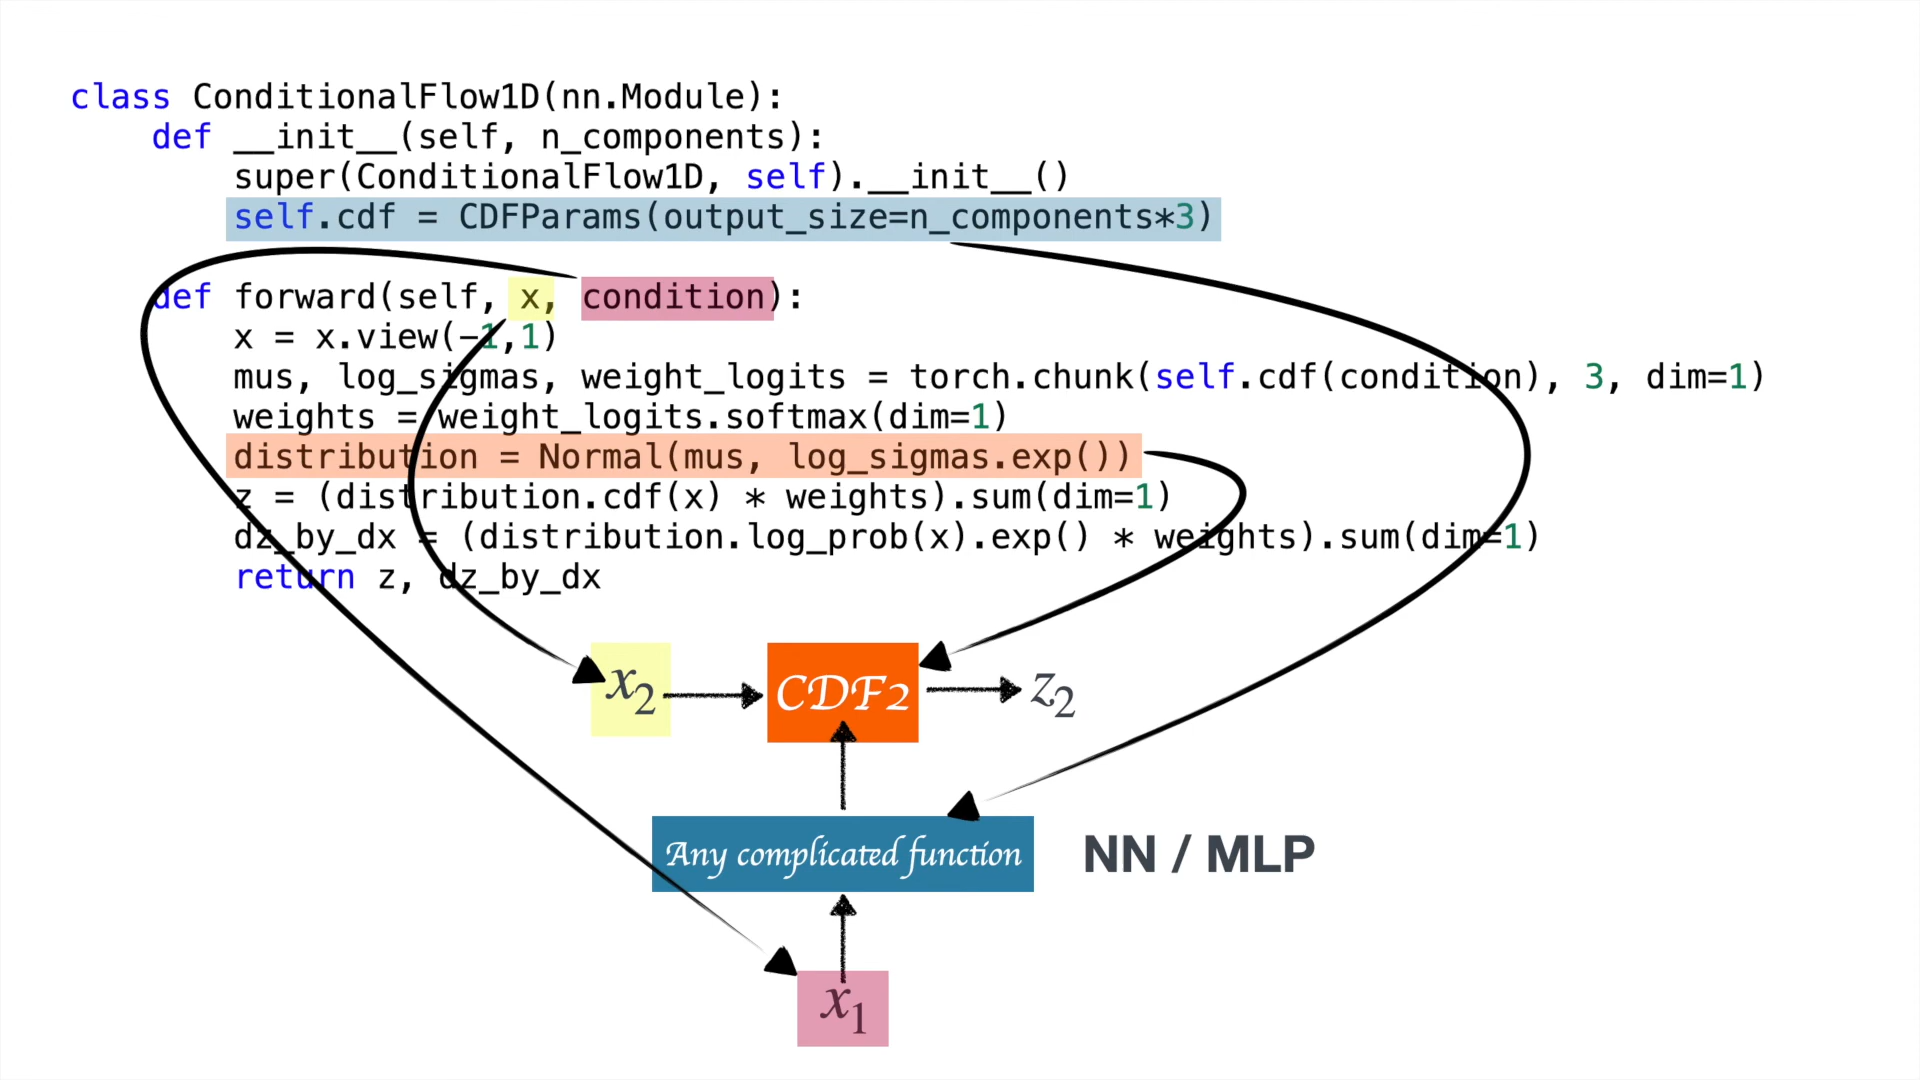 class ConditionalFlow1D(nn.Module):
    def __init__(self, n_components):
        super(ConditionalFlow1D, self).__init__()
        self.cdf = CDFParams(output_size=n_components*3)
    def forward(self, x, condition):
        x = x.view(-1,1)
        mus, log_sigmas, weight_logits = torch.chunk(self.cdf(condition), 3, dim=1)
        weights = weight_logits.softmax(dim=1)
        distribution = Normal(mus, log_sigmas.exp())
        z = (distribution.cdf(x) * weights).sum(dim=1)
        dz_by_dx = (distribution.log_prob(x).exp() * weights).sum(dim=1)
        return z, dz_by_dx
x₂ CDF2 z₂
Any complicated function NN / MLP
x₁